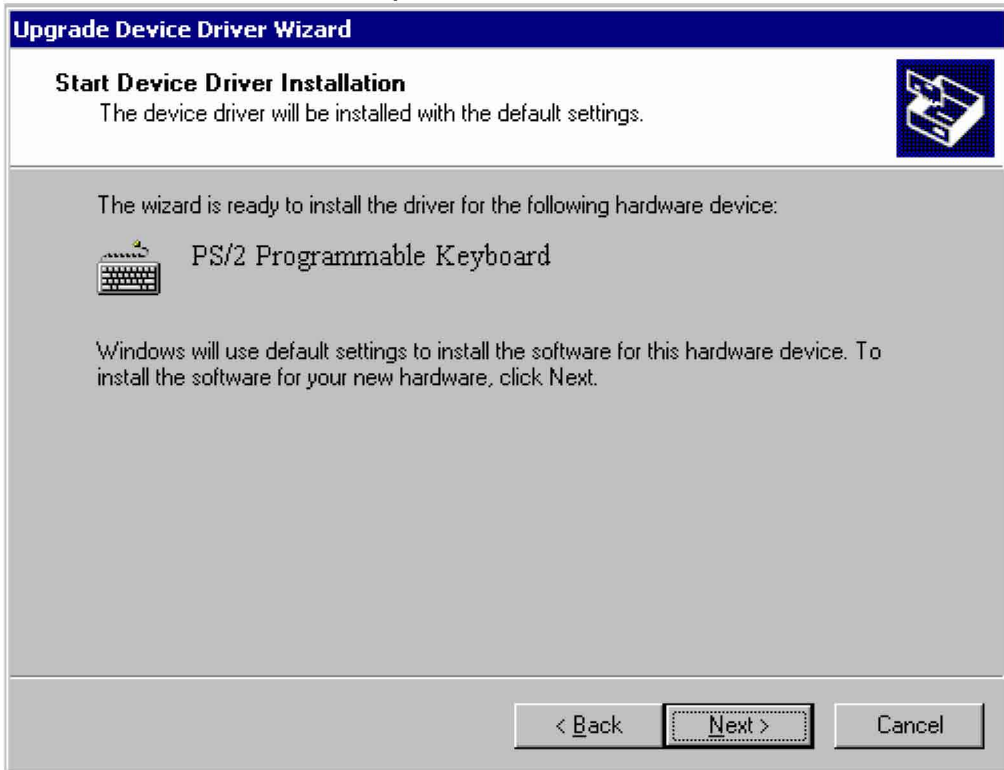 Upgrade Device Driver Wizard
Start Device Driver Installation
The device driver will be installed with the default settings.
The wizard is ready to install the driver for the following hardware device:
PS/2 Programmable Keyboard
Windows will use default settings to install the software for this hardware device. To
install the software for your new hardware, click Next.
< Back Next > Cancel